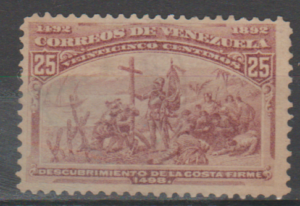 1492 1892
CORREOS DE VENEZUELA
VEINTICINCO CENTIMOS
25 25
DESCUBRIMIENTO DE LA COSTA FIRME
1498.